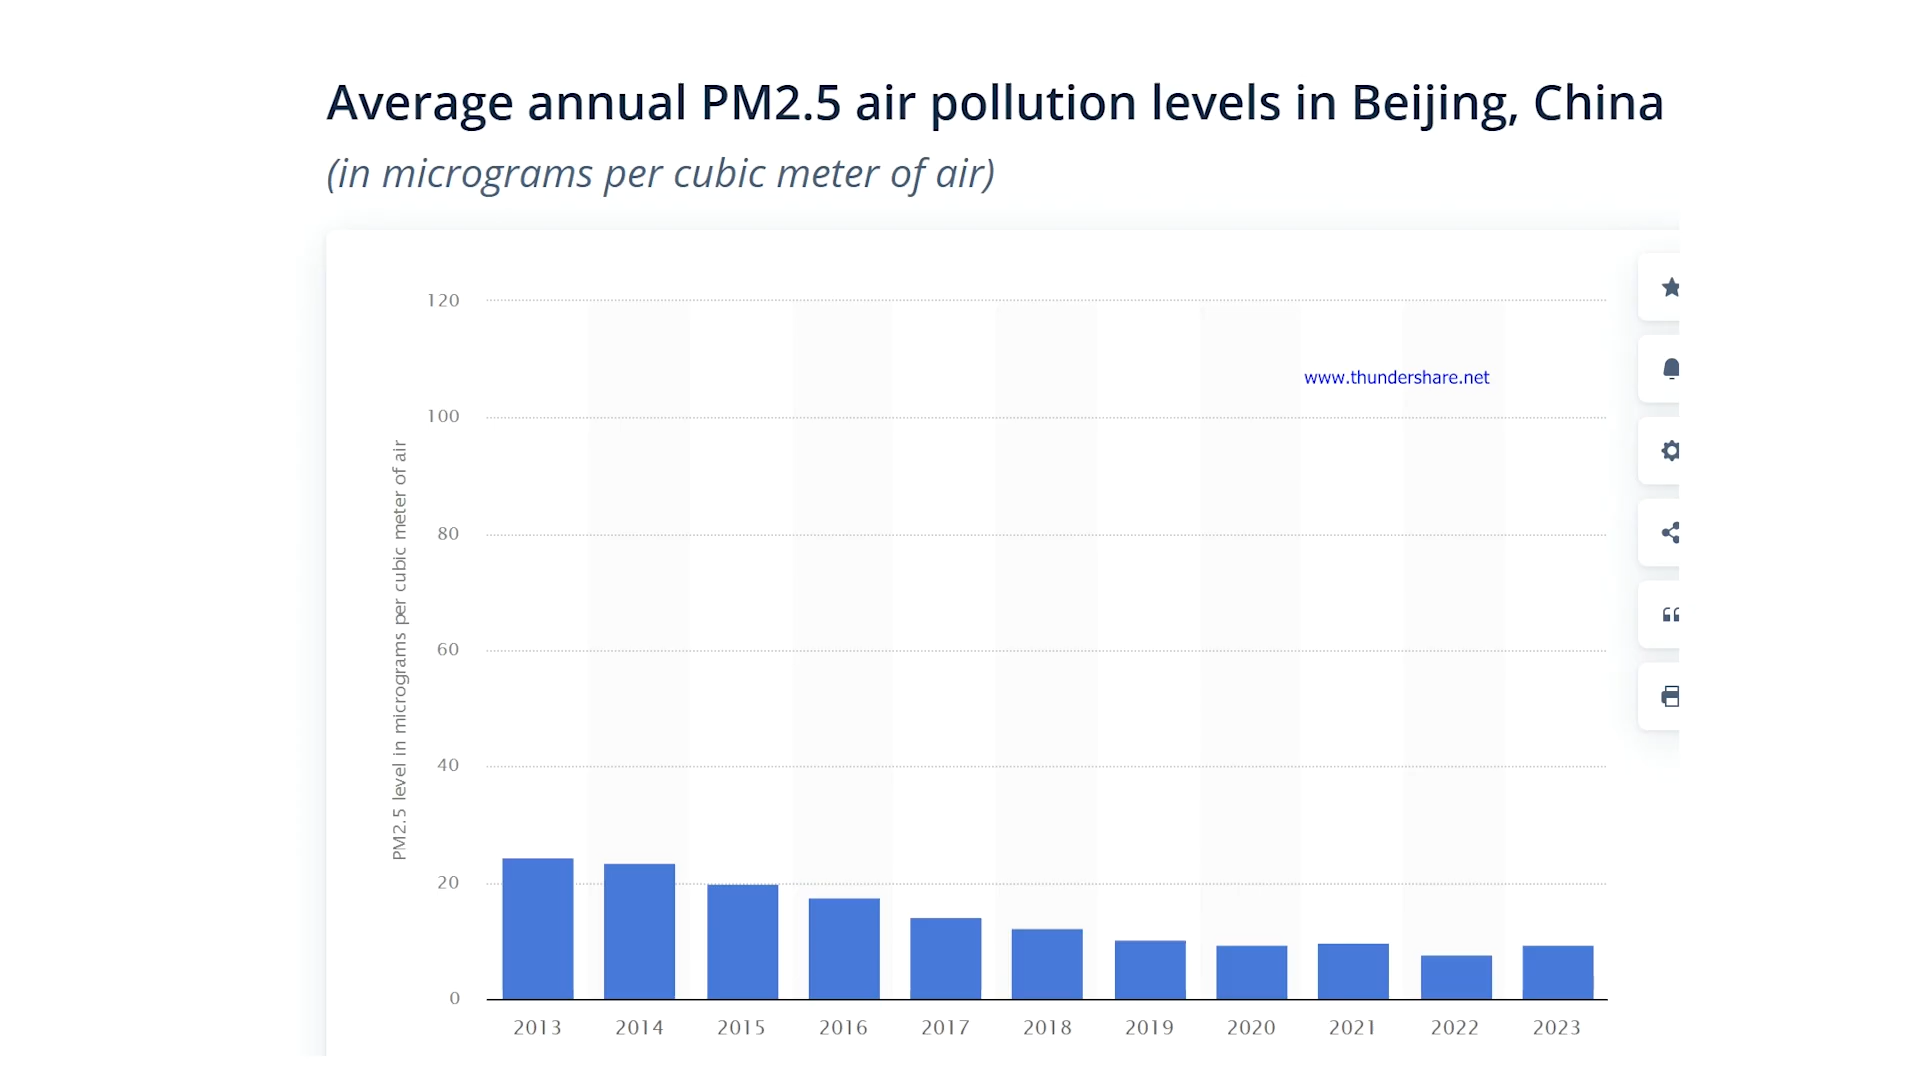 Average annual PM2.5 air pollution levels in Beijing, China
(in micrograms per cubic meter of air)
120
www.thundershare.net
100
80
60
40
20
0
PM2.5 level in micrograms per cubic meter of air
2013 2014 2015 2016 2017 2018 2019 2020 2021 2022 2023